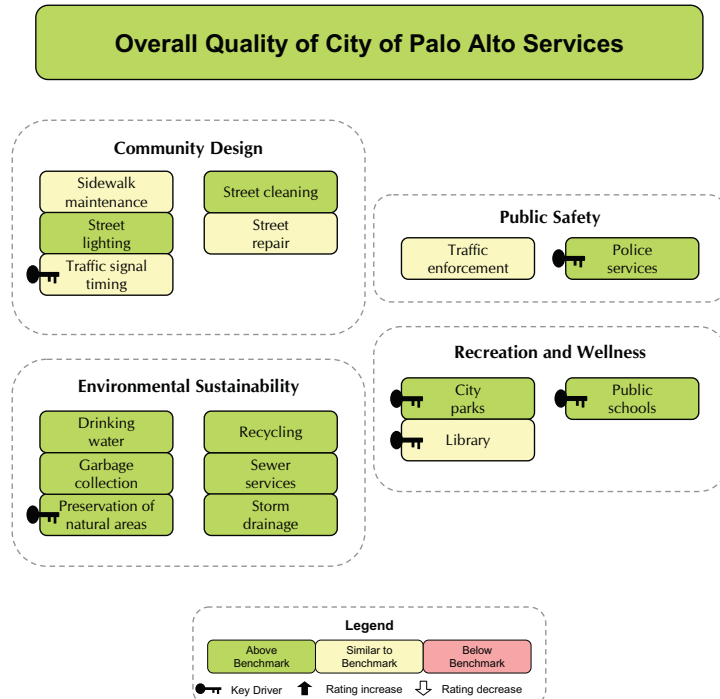 Overall Quality of City of Palo Alto Services
Community Design
Sidewalk
maintenance
Street
lighting
Traffic signal
timing
Street cleaning
Street
repair
Public Safety
Traffic
enforcement
Police
services
Environmental Sustainability
Drinking
water
Garbage
collection
Preservation of
natural areas
Recycling
Sewer
services
Storm
drainage
Recreation and Wellness
City
parks
Library
Public
schools
Legend
Above
Benchmark
Similar to
Benchmark
Below
Benchmark
Key Driver
Rating increase
Rating decrease